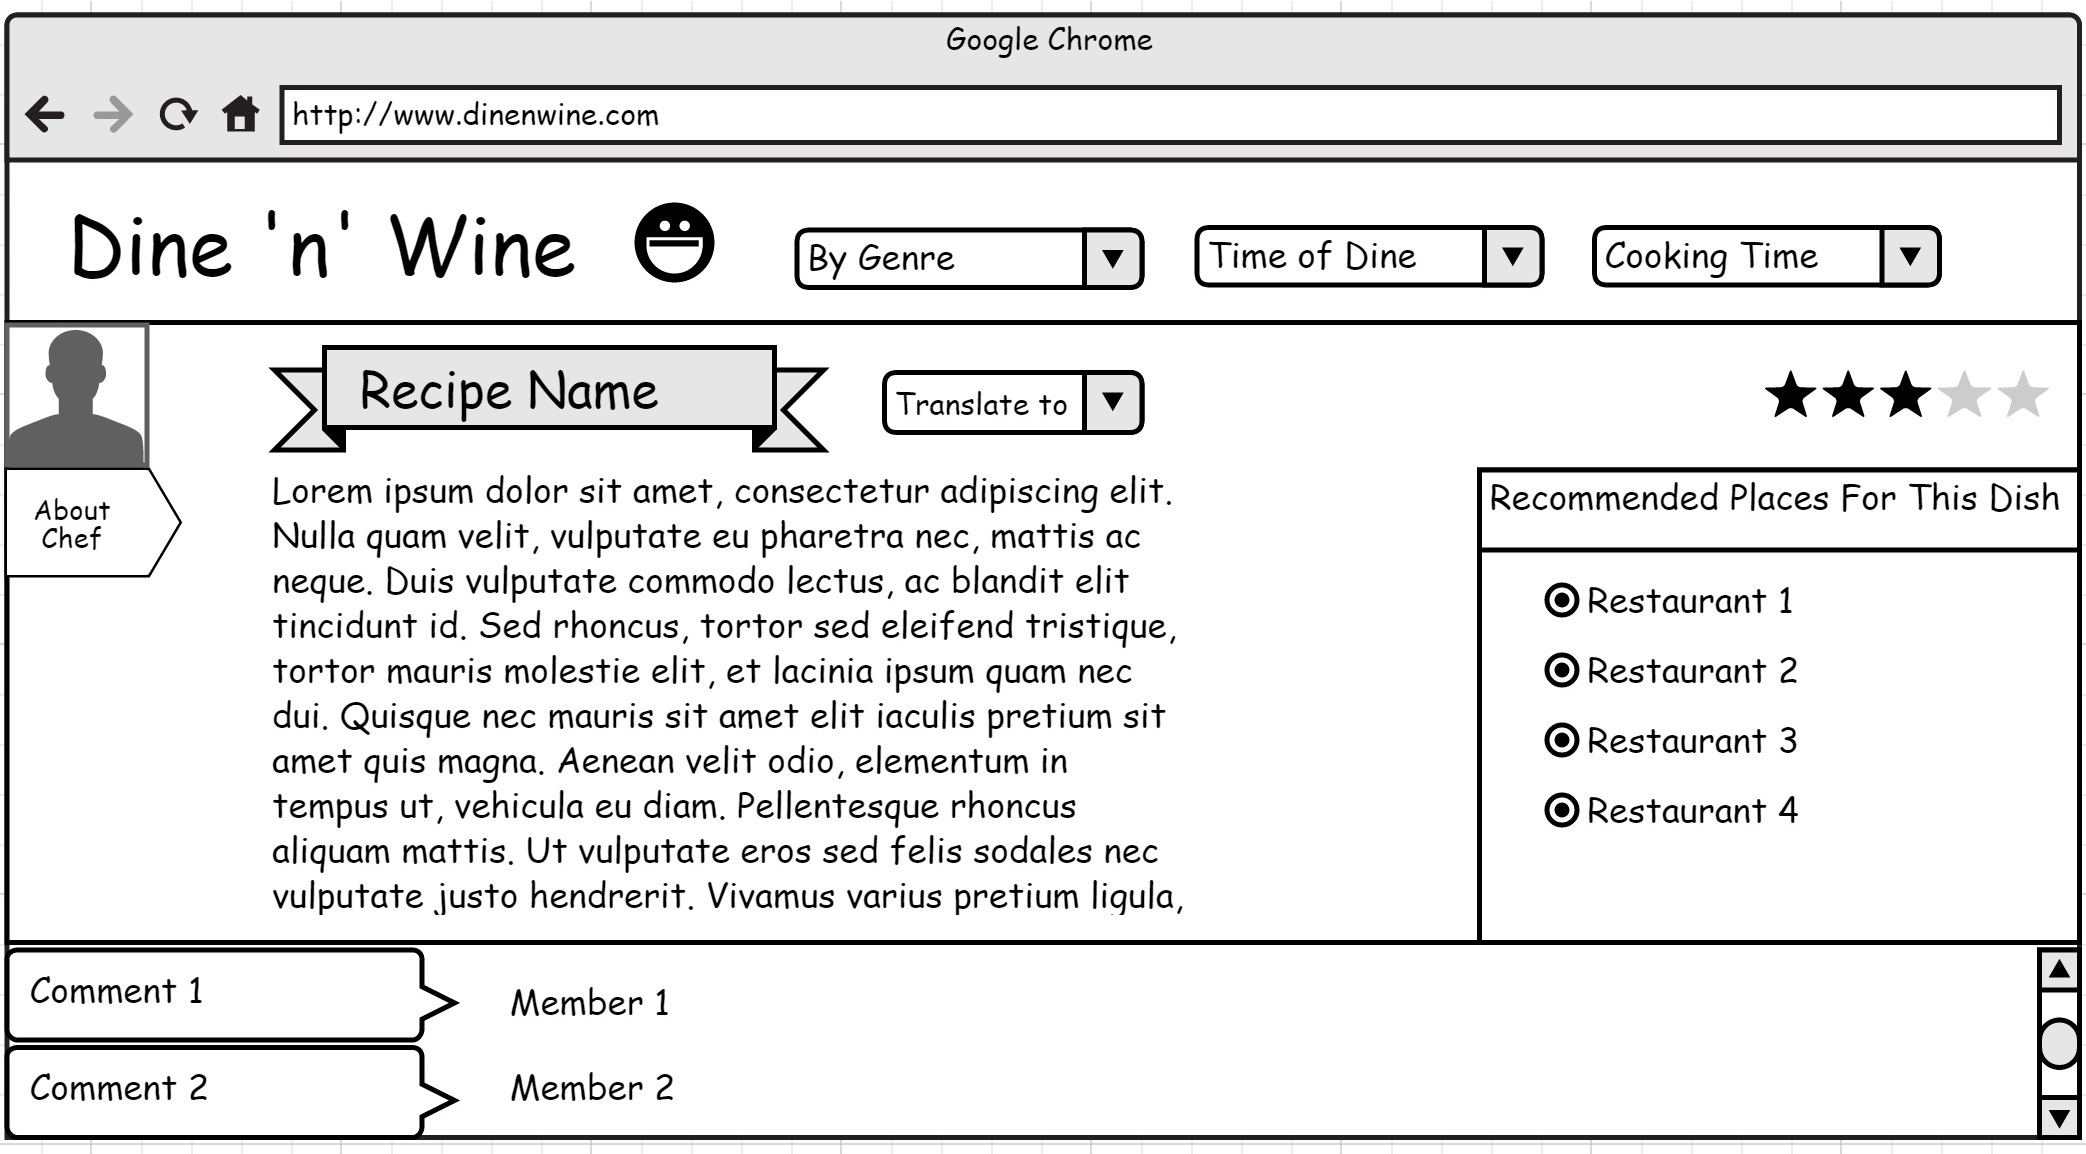 Google Chrome
http://www.dinenwine.com
Dine 'n' Wine
By Genre
Time of Dine
Cooking Time
Recipe Name
Translate to
About
Chef
Lorem ipsum dolor sit amet, consectetur adipiscing elit.
Nulla quam velit, vulputate eu pharetra nec, mattis ac
neque. Duis vulputate commodo lectus, ac blandit elit
tincidunt id. Sed rhoncus, tortor sed eleifend tristique,
tortor mauris molestie elit, et lacinia ipsum quam nec
dui. Quisque nec mauris sit amet elit iaculis pretium sit
amet quis magna. Aenean velit odio, elementum in
tempus ut, vehicula eu diam. Pellentesque rhoncus
aliquam mattis. Ut vulputate eros sed felis sodales nec
vulputate justo hendrerit. Vivamus varius pretium ligula,
Recommended Places For This Dish
Restaurant 1
Restaurant 2
Restaurant 3
Restaurant 4
Comment 1
Member 1
Comment 2
Member 2